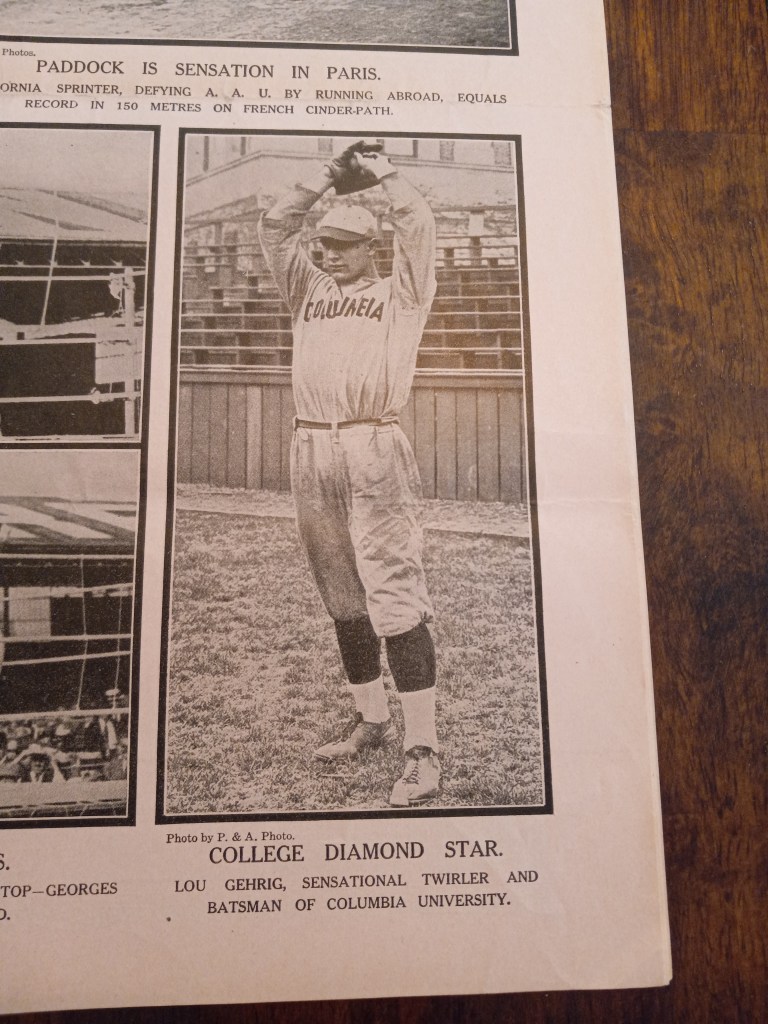 Photos.
PADDOCK IS SENSATION IN PARIS.
ORNIA SPRINTER, DEFYING A. A. U. BY RUNNING ABROAD, EQUALS
RECORD IN 150 METRES ON FRENCH CINDER-PATH.
COLUMBIA
Photo by P. & A. Photo.
COLLEGE DIAMOND STAR.
LOU GEHRIG, SENSATIONAL TWIRLER AND
BATSMAN OF COLUMBIA UNIVERSITY.
S.
TOP—GEORGES
D.